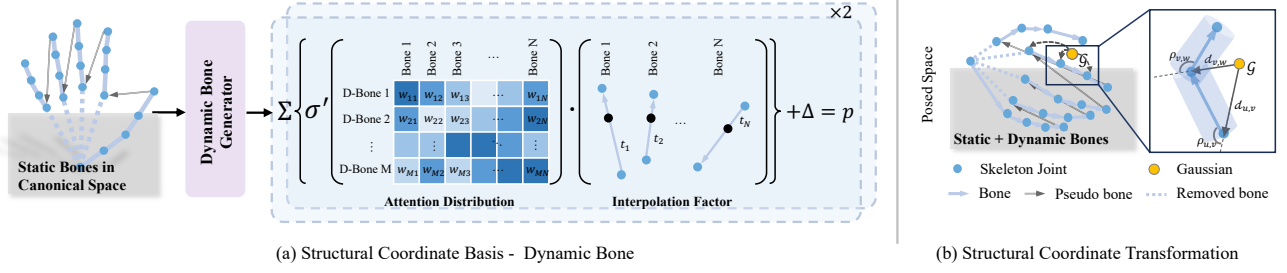 ×2
Static Bones in
Canonical Space
Dynamic Bone
Generator
Σ { σ′
Bone 1
Bone 2
Bone 3
...
Bone N
D-Bone 1
w₁₁ w₁₂ w₁₃ ... w₁N
D-Bone 2
w₂₁ w₂₂ w₂₃ ... w₂N
⋮ ⋮ ⋮ ⋱ ⋮
D-Bone M
wM₁ wM₂ wM₃ ... wMN
Attention Distribution
·
Bone 1
Bone 2
Bone N
t₁
t₂
...
tN
Interpolation Factor
} +Δ = p
(a) Structural Coordinate Basis - Dynamic Bone
Posed Space
𝒢
Static + Dynamic Bones
ρv,w
dv,w
𝒢
du,v
ρu,v
Skeleton Joint
Gaussian
Bone
Pseudo bone
Removed bone
(b) Structural Coordinate Transformation